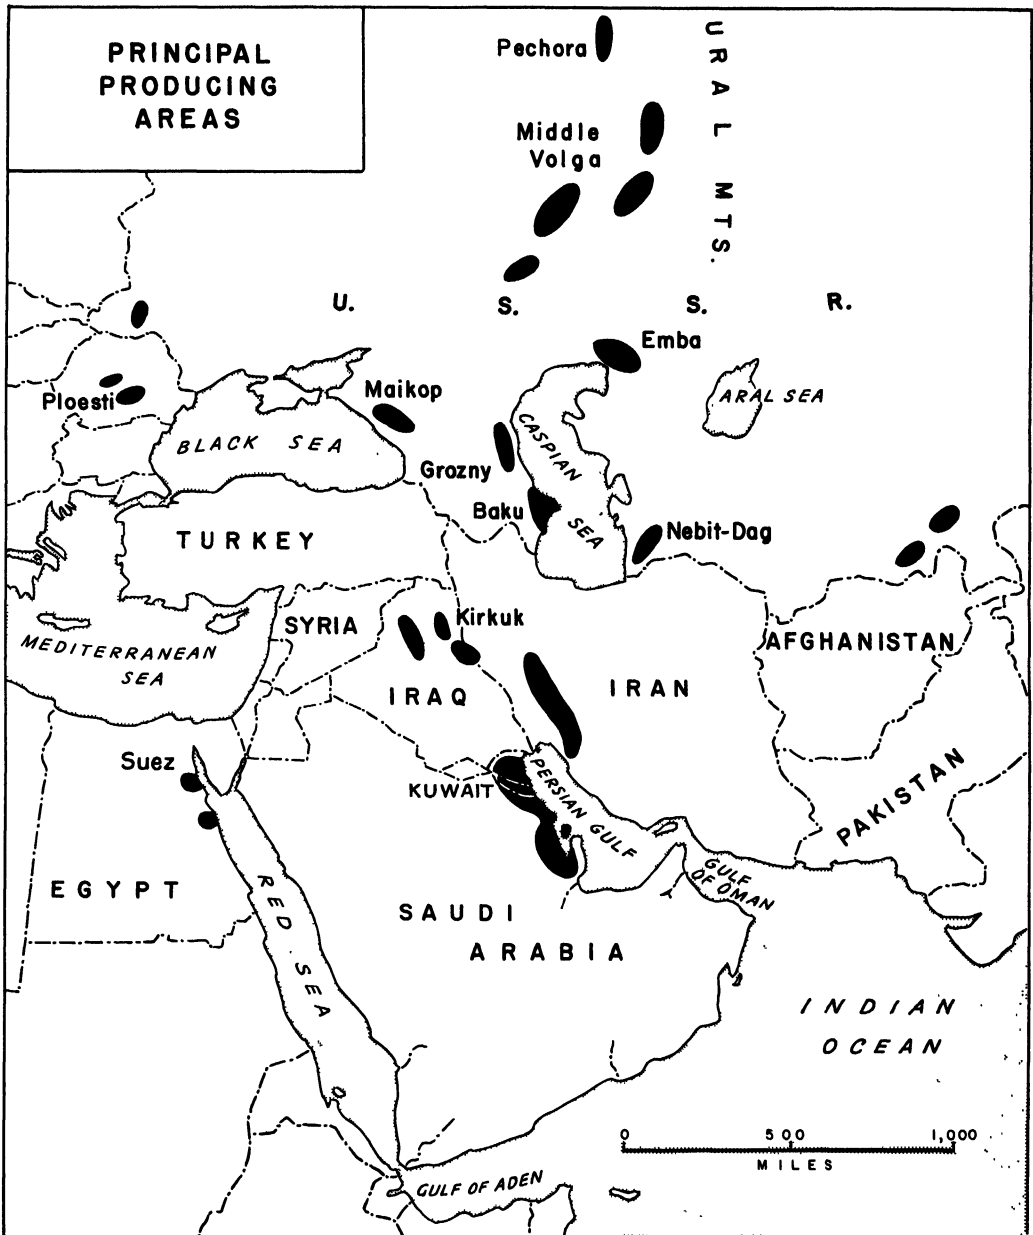 PRINCIPAL
PRODUCING
AREAS
Pechora
URAL MTS.
Middle
Volga
U. S. S. R.
Emba
ARAL SEA
Ploesti
Maikop
BLACK SEA
CASPIAN
SEA
Grozny
Baku
Nebit-Dag
TURKEY
SYRIA
Kirkuk
AFGHANISTAN
MEDITERRANEAN
SEA
IRAQ
IRAN
Suez
KUWAIT
PERSIAN GULF
PAKISTAN
GULF
OF OMAN
EGYPT
RED SEA
SAUDI
ARABIA
INDIAN
OCEAN
0 500 1,000
MILES
GULF OF ADEN